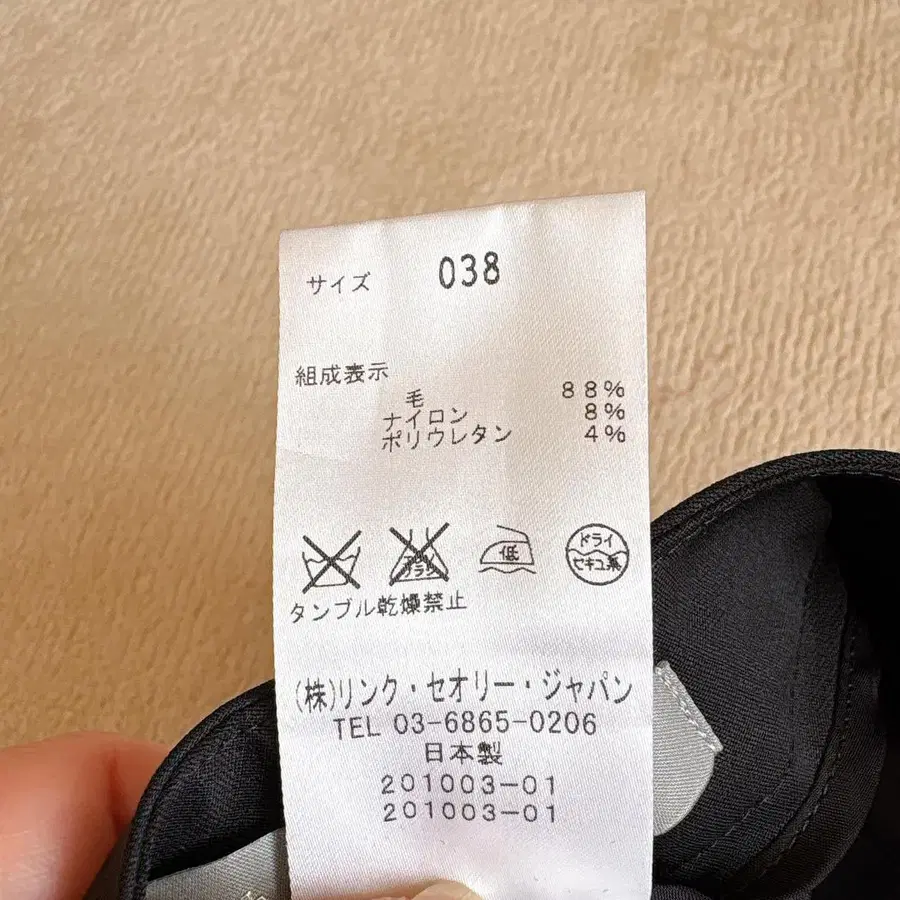 サイズ 038
組成表示
毛 88%
ナイロン 8%
ポリウレタン 4%
低
ドライ
セキユ系
タンブル乾燥禁止
(株)リンク・セオリー・ジャパン
TEL 03-6865-0206
日本製
201003-01
201003-01